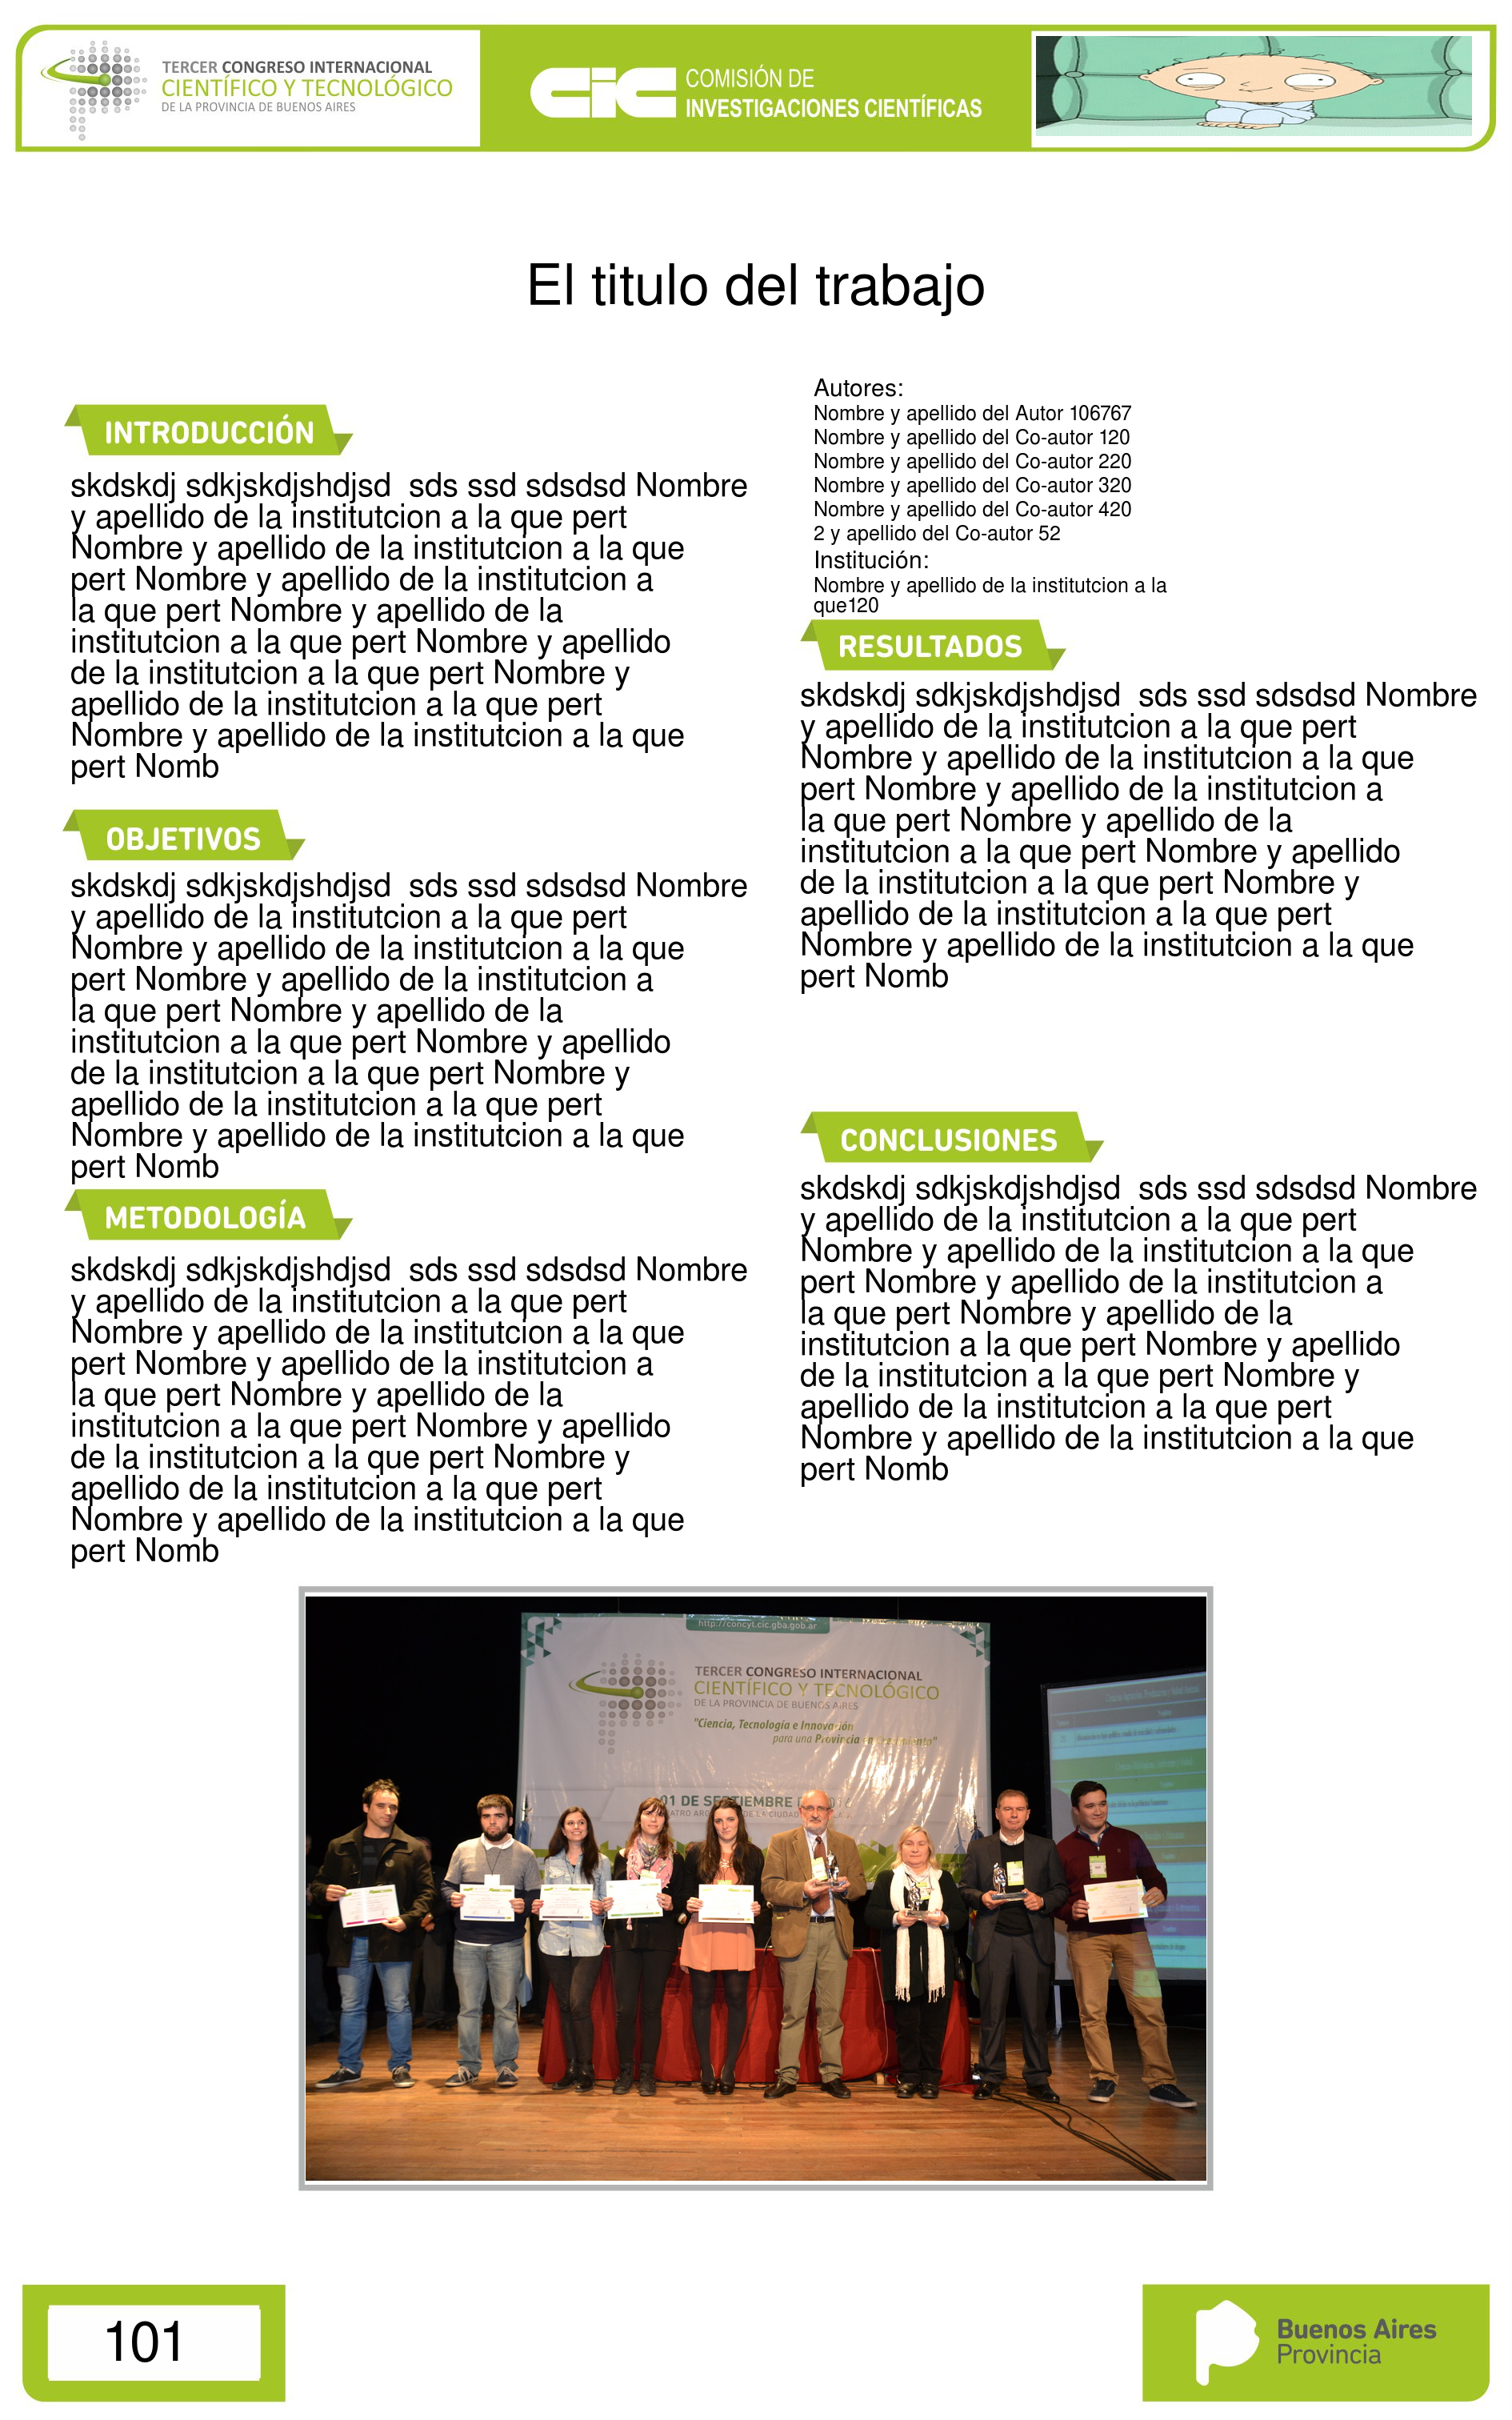 TERCER CONGRESO INTERNACIONAL
CIENTÍFICO Y TECNOLÓGICO
DE LA PROVINCIA DE BUENOS AIRES
CiC COMISIÓN DE
INVESTIGACIONES CIENTÍFICAS
El titulo del trabajo
INTRODUCCIÓN
skdskdj sdkjskdjshdjsd  sds ssd sdsdsd Nombre
y apellido de la institutcion a la que pert
Nombre y apellido de la institutcion a la que
pert Nombre y apellido de la institutcion a
la que pert Nombre y apellido de la
institutcion a la que pert Nombre y apellido
de la institutcion a la que pert Nombre y
apellido de la institutcion a la que pert
Nombre y apellido de la institutcion a la que
pert Nomb
OBJETIVOS
skdskdj sdkjskdjshdjsd  sds ssd sdsdsd Nombre
y apellido de la institutcion a la que pert
Nombre y apellido de la institutcion a la que
pert Nombre y apellido de la institutcion a
la que pert Nombre y apellido de la
institutcion a la que pert Nombre y apellido
de la institutcion a la que pert Nombre y
apellido de la institutcion a la que pert
Nombre y apellido de la institutcion a la que
pert Nomb
METODOLOGÍA
skdskdj sdkjskdjshdjsd  sds ssd sdsdsd Nombre
y apellido de la institutcion a la que pert
Nombre y apellido de la institutcion a la que
pert Nombre y apellido de la institutcion a
la que pert Nombre y apellido de la
institutcion a la que pert Nombre y apellido
de la institutcion a la que pert Nombre y
apellido de la institutcion a la que pert
Nombre y apellido de la institutcion a la que
pert Nomb
Autores:
Nombre y apellido del Autor 106767
Nombre y apellido del Co-autor 120
Nombre y apellido del Co-autor 220
Nombre y apellido del Co-autor 320
Nombre y apellido del Co-autor 420
2 y apellido del Co-autor 52
Institución:
Nombre y apellido de la institutcion a la
que120
RESULTADOS
skdskdj sdkjskdjshdjsd  sds ssd sdsdsd Nombre
y apellido de la institutcion a la que pert
Nombre y apellido de la institutcion a la que
pert Nombre y apellido de la institutcion a
la que pert Nombre y apellido de la
institutcion a la que pert Nombre y apellido
de la institutcion a la que pert Nombre y
apellido de la institutcion a la que pert
Nombre y apellido de la institutcion a la que
pert Nomb
CONCLUSIONES
skdskdj sdkjskdjshdjsd  sds ssd sdsdsd Nombre
y apellido de la institutcion a la que pert
Nombre y apellido de la institutcion a la que
pert Nombre y apellido de la institutcion a
la que pert Nombre y apellido de la
institutcion a la que pert Nombre y apellido
de la institutcion a la que pert Nombre y
apellido de la institutcion a la que pert
Nombre y apellido de la institutcion a la que
pert Nomb
http://concyt.cic.gba.gob.ar
TERCER CONGRESO INTERNACIONAL
CIENTÍFICO Y TECNOLÓGICO
DE LA PROVINCIA DE BUENOS AIRES
"Ciencia, Tecnología e Innovación
para una Provincia en
01 DE SEPTIEMBRE
DE LA CIUDAD
101
Buenos Aires
Provincia